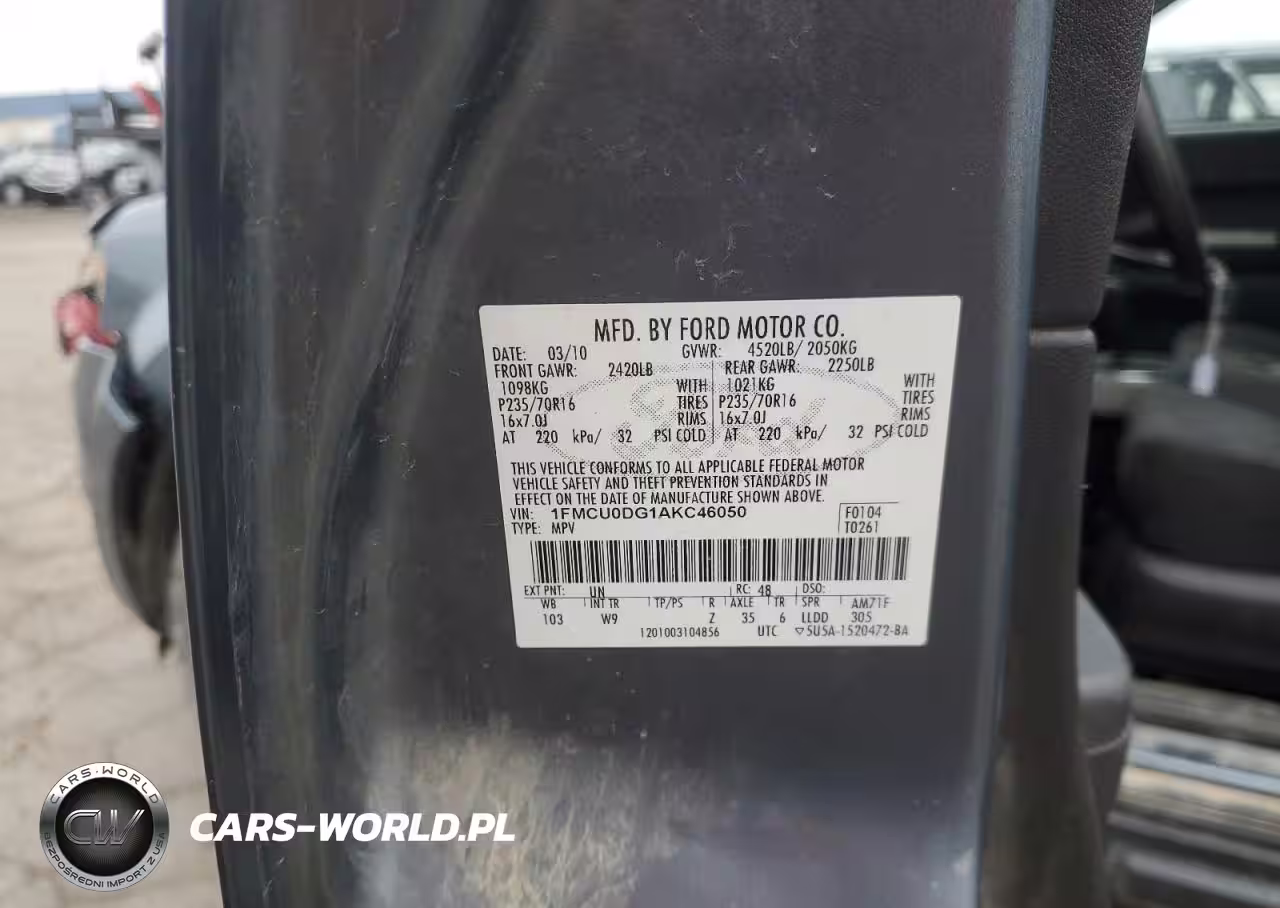 MFD. BY FORD MOTOR CO.
DATE: 03/10 GVWR: 4520LB/ 2050KG
FRONT GAWR: 2420LB REAR GAWR: 2250LB
1098KG WITH 1021KG WITH
P235/70R16 TIRES P235/70R16 TIRES
16x7.0J RIMS 16x7.0J RIMS
AT 220 kPa/ 32 PSI COLD AT 220 kPa/ 32 PSI COLD
THIS VEHICLE CONFORMS TO ALL APPLICABLE FEDERAL MOTOR
VEHICLE SAFETY AND THEFT PREVENTION STANDARDS IN
EFFECT ON THE DATE OF MANUFACTURE SHOWN ABOVE.
VIN: 1FMCU0DG1AKC46050 F0104
TYPE: MPV T0261
EXT PNT: UN RC: 48 DSO:
WB INT TR TP/PS R AXLE TR SPR AM71F
103 W9 Z 35 6 LLDD 305
1201003104856 UTC ▽5U5A-1520472-BA
CARS-WORLD
CW
BEZPOŚREDNI IMPORT Z USA
CARS-WORLD.PL